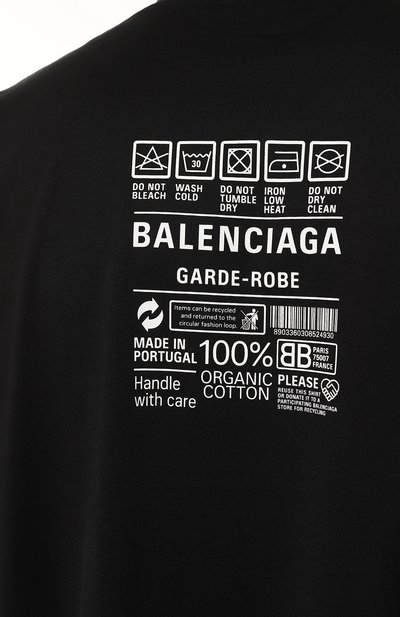 30
DO NOT BLEACH
WASH COLD
DO NOT TUMBLE DRY
IRON LOW HEAT
DO NOT DRY CLEAN
BALENCIAGA
GARDE-ROBE
Items can be recycled
and returned to the
circular fashion loop.
8903360308524930
MADE IN
PORTUGAL
100%
ORGANIC
COTTON
BB
PARIS
75007
FRANCE
Handle
with care
PLEASE
REUSE THIS SHIRT
OR DONATE IT TO A
PARTICIPATING BALENCIAGA
STORE FOR RECYCLING